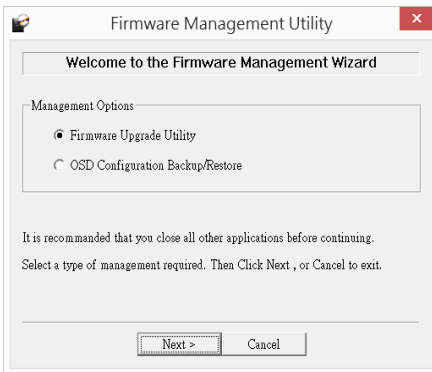 Firmware Management Utility
Welcome to the Firmware Management Wizard
Management Options
Firmware Upgrade Utility
OSD Configuration Backup/Restore
It is recommanded that you close all other applications before continuing.
Select a type of management required. Then Click Next , or Cancel to exit.
Next >
Cancel